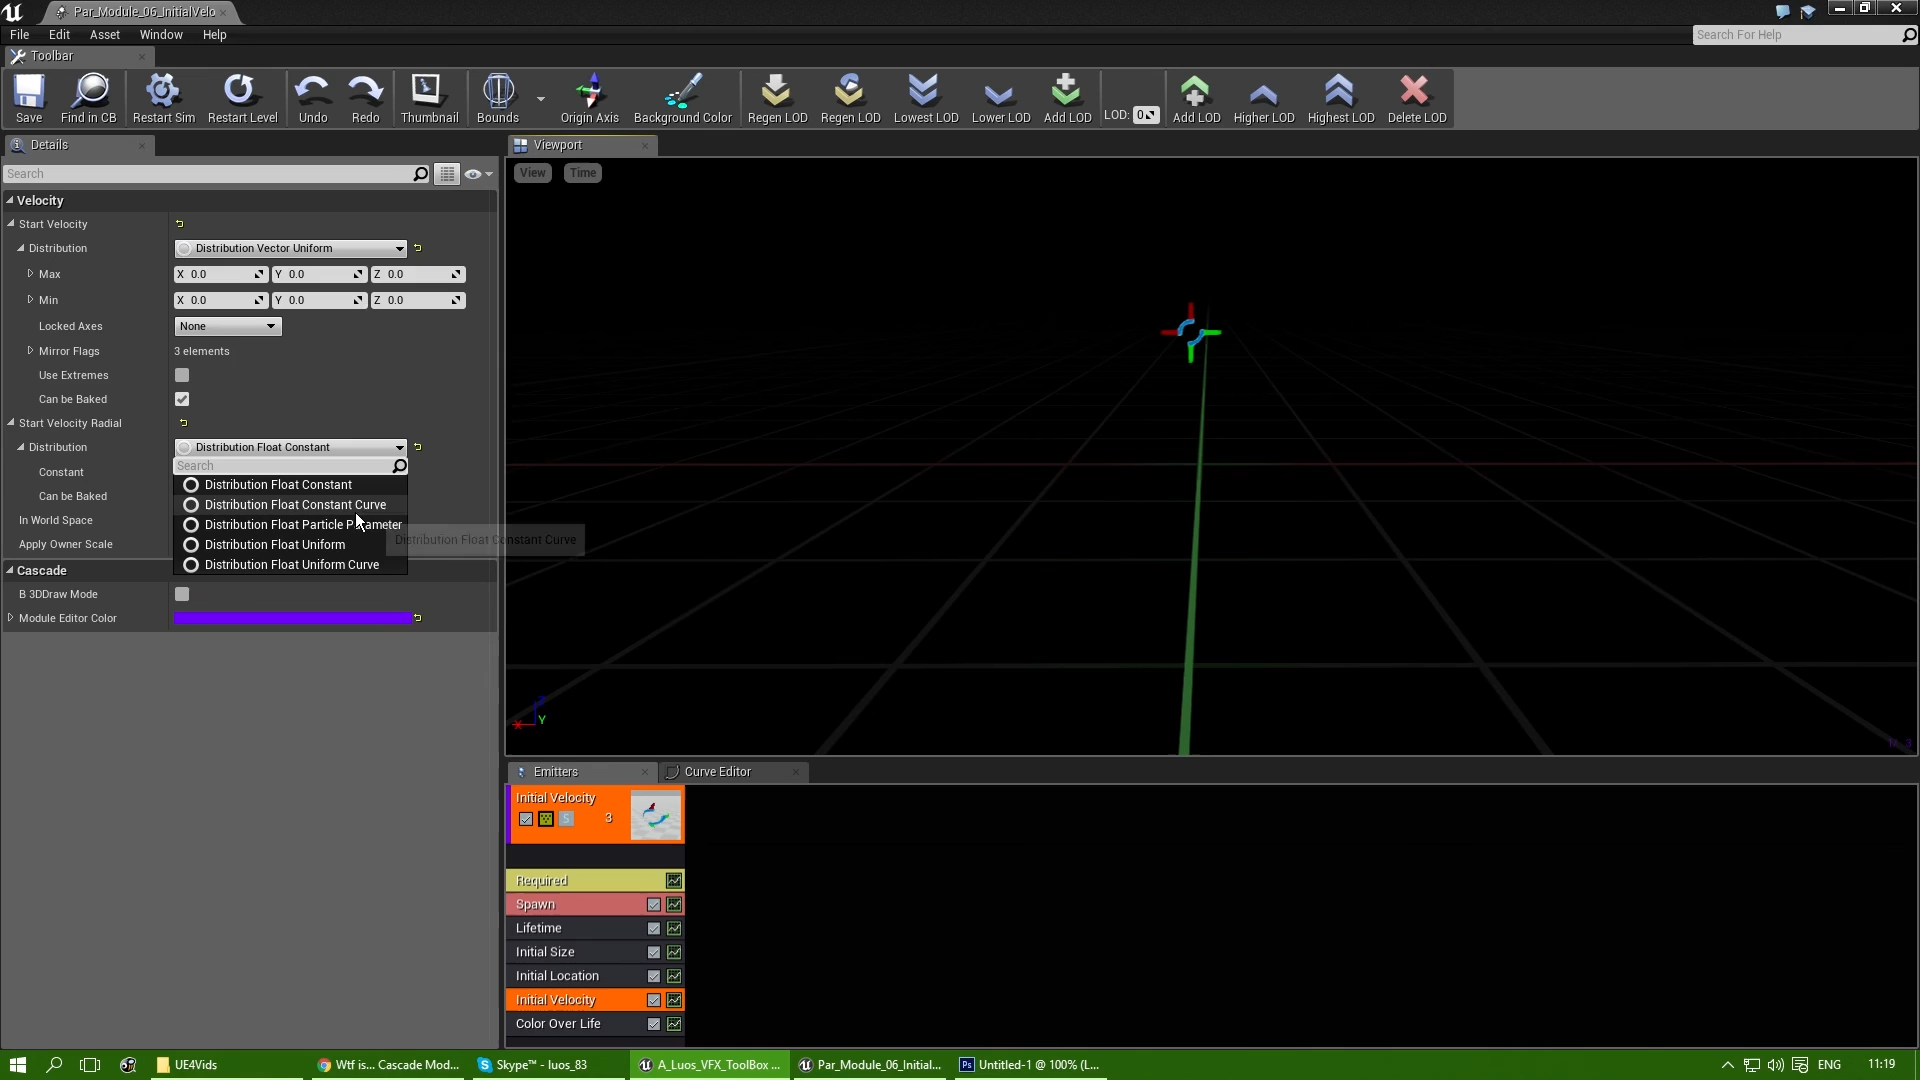 Par_Module_06_InitialVelo
File Edit Asset Window Help
Search For Help
Toolbar
Save Find in CB Restart Sim Restart Level Undo Redo Thumbnail Bounds Origin Axis Background Color Regen LOD Regen LOD Lowest LOD Lower LOD Add LOD LOD: 0 Add LOD Higher LOD Highest LOD Delete LOD
Details
Viewport
Search
View Time
Velocity
Start Velocity
Distribution Distribution Vector Uniform
Max X 0.0 Y 0.0 Z 0.0
Min X 0.0 Y 0.0 Z 0.0
Locked Axes None
Mirror Flags 3 elements
Use Extremes
Can be Baked
Start Velocity Radial
Distribution Distribution Float Constant
Search
Constant
Distribution Float Constant
Can be Baked
Distribution Float Constant Curve
In World Space
Distribution Float Particle Parameter
Apply Owner Scale
Distribution Float Uniform
Distribution Float Constant Curve
Distribution Float Uniform Curve
Cascade
B 3DDraw Mode
Module Editor Color
X Y Z
Emitters
Curve Editor
Initial Velocity
S 3
Required
Spawn
Lifetime
Initial Size
Initial Location
Initial Velocity
Color Over Life
UE4Vids
Wtf is... Cascade Mod...
Skype™ - luos_83
A_Luos_VFX_ToolBox ...
Par_Module_06_Initial...
Ps Untitled-1 @ 100% (L...
ENG
11:19